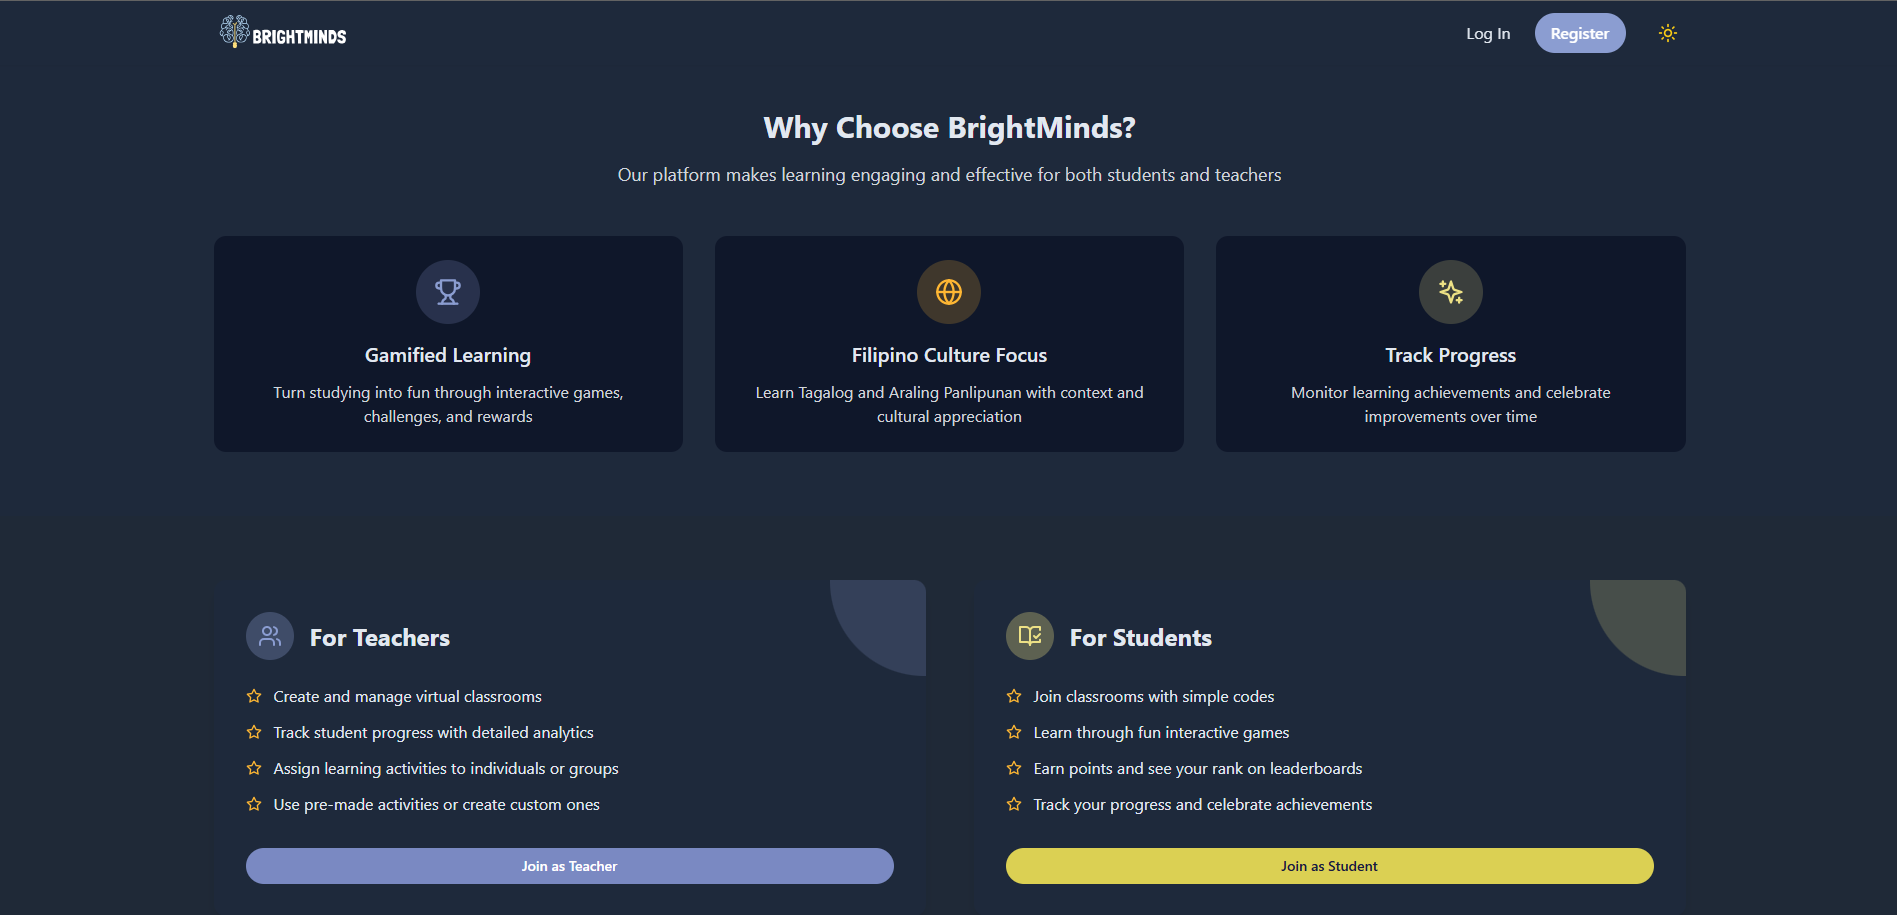 BRIGHTMINDS
Log In
Register
Why Choose BrightMinds?
Our platform makes learning engaging and effective for both students and teachers
Gamified Learning
Turn studying into fun through interactive games,
challenges, and rewards
Filipino Culture Focus
Learn Tagalog and Araling Panlipunan with context and
cultural appreciation
Track Progress
Monitor learning achievements and celebrate
improvements over time
For Teachers
Create and manage virtual classrooms
Track student progress with detailed analytics
Assign learning activities to individuals or groups
Use pre-made activities or create custom ones
Join as Teacher
For Students
Join classrooms with simple codes
Learn through fun interactive games
Earn points and see your rank on leaderboards
Track your progress and celebrate achievements
Join as Student